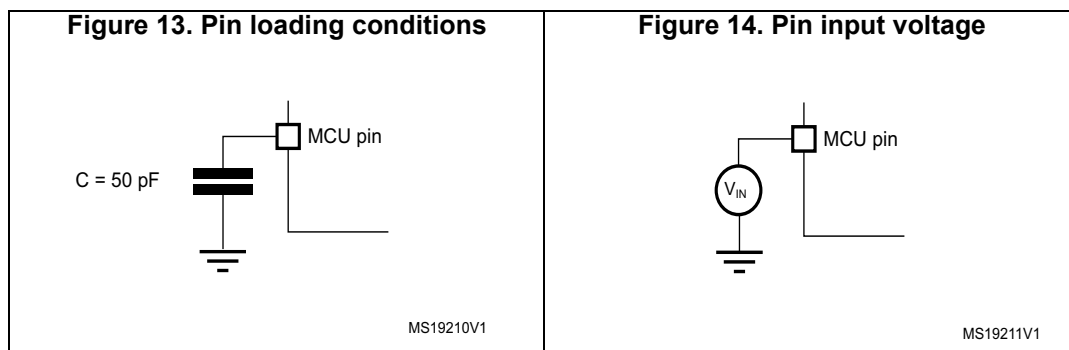 Figure 13. Pin loading conditions
MCU pin
C = 50 pF
MS19210V1
Figure 14. Pin input voltage
MCU pin
VIN
MS19211V1